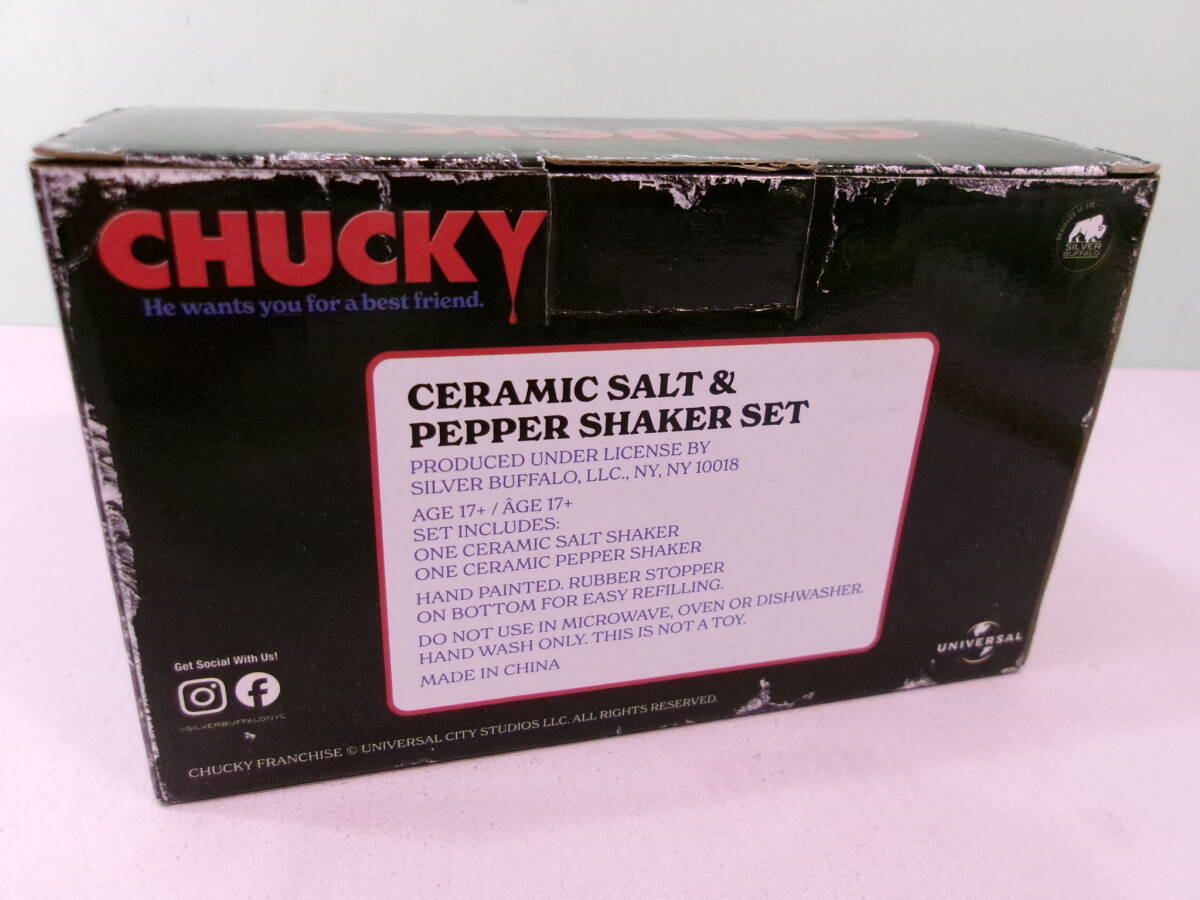 CHUCKY
CHUCKY
He wants you for a best friend.
DESIGNED BY
SILVER
BUFFALO
CERAMIC SALT &
PEPPER SHAKER SET
PRODUCED UNDER LICENSE BY
SILVER BUFFALO, LLC., NY, NY 10018
AGE 17+ / ÂGE 17+
SET INCLUDES:
ONE CERAMIC SALT SHAKER
ONE CERAMIC PEPPER SHAKER
HAND PAINTED. RUBBER STOPPER
ON BOTTOM FOR EASY REFILLING.
DO NOT USE IN MICROWAVE, OVEN OR DISHWASHER.
HAND WASH ONLY. THIS IS NOT A TOY.
MADE IN CHINA
Get Social With Us!
@SILVERBUFFALONYC
UNIVERSAL
CHUCKY FRANCHISE © UNIVERSAL CITY STUDIOS LLC. ALL RIGHTS RESERVED.